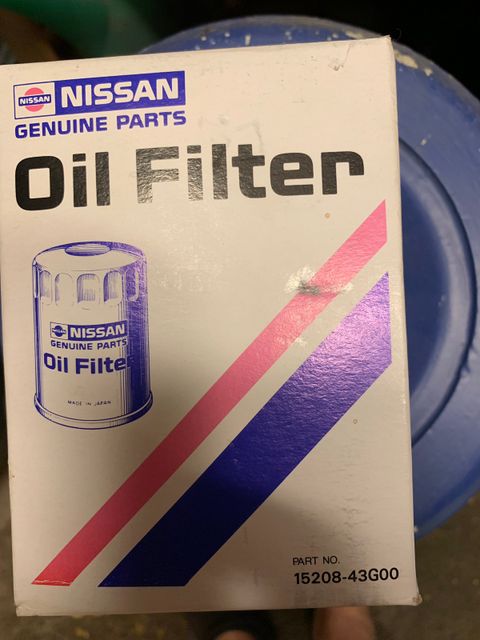 NISSAN NISSAN
GENUINE PARTS
Oil Filter
NISSAN
GENUINE PARTS
Oil Filter
MADE IN JAPAN
PART NO.
15208-43G00